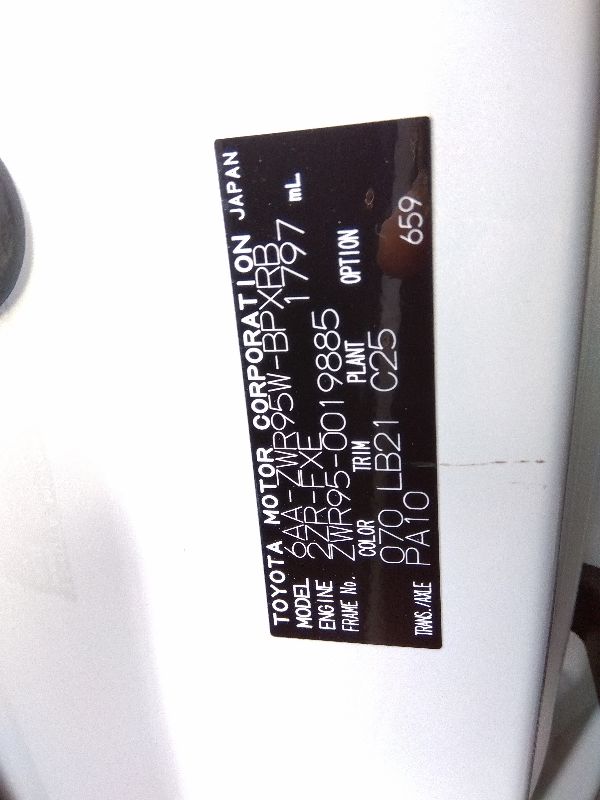 TOYOTA MOTOR CORPORATION JAPAN
MODEL 6AA-ZWR95W-BPXRB
ENGINE 2ZR-FXE 1797 mL
FRAME No. ZWR95-0019885
COLOR TRIM PLANT OPTION
070 LB21 C25 659
TRANS./AXLE PA10